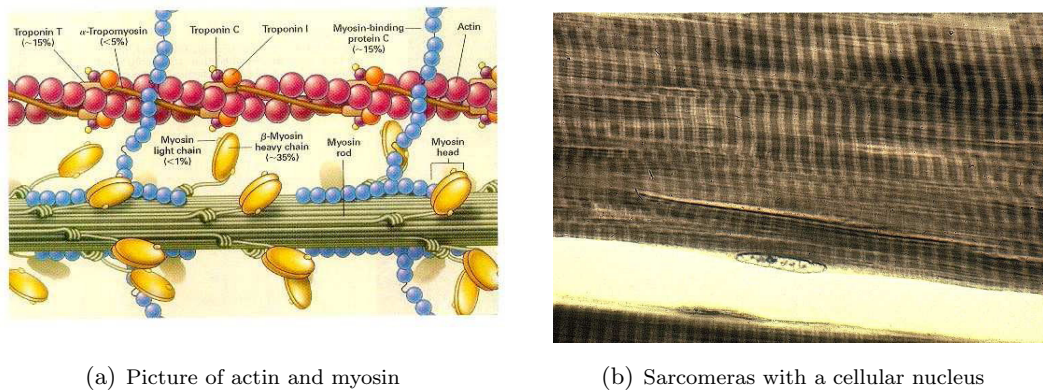 Troponin T
(~15%)
α-Tropomyosin
(<5%)
Troponin C
Troponin I
Myosin-binding
protein C
(~15%)
Actin
Myosin
light chain
(<1%)
β-Myosin
heavy chain
(~35%)
Myosin
rod
Myosin
head
(a) Picture of actin and myosin
(b) Sarcomeras with a cellular nucleus